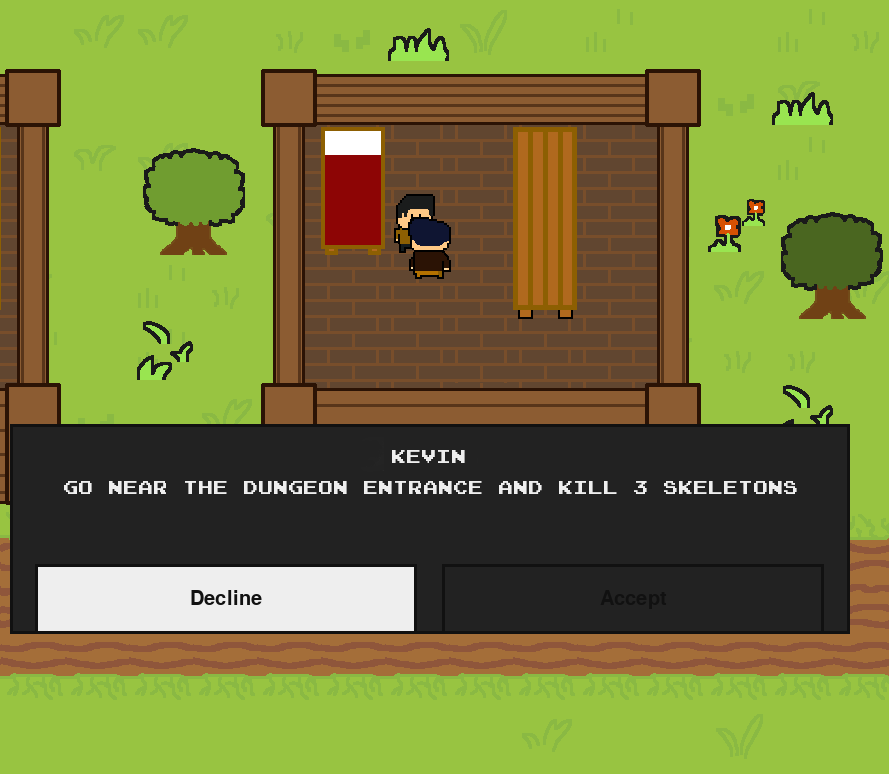 KEVIN
GO NEAR THE DUNGEON ENTRANCE AND KILL 3 SKELETONS
Decline
Accept